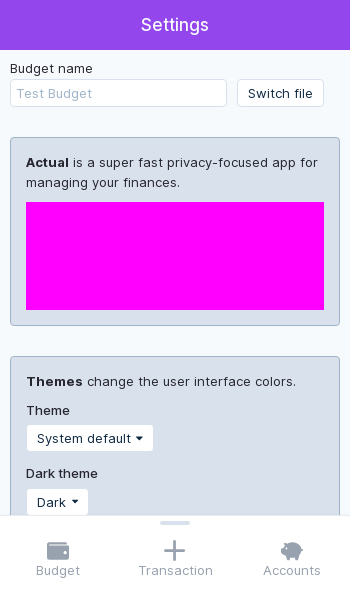 Settings
Budget name
Test Budget
Switch file
Actual is a super fast privacy-focused app for
managing your finances.
Themes change the user interface colors.
Theme
System default
Dark theme
Dark
Budget
Transaction
Accounts